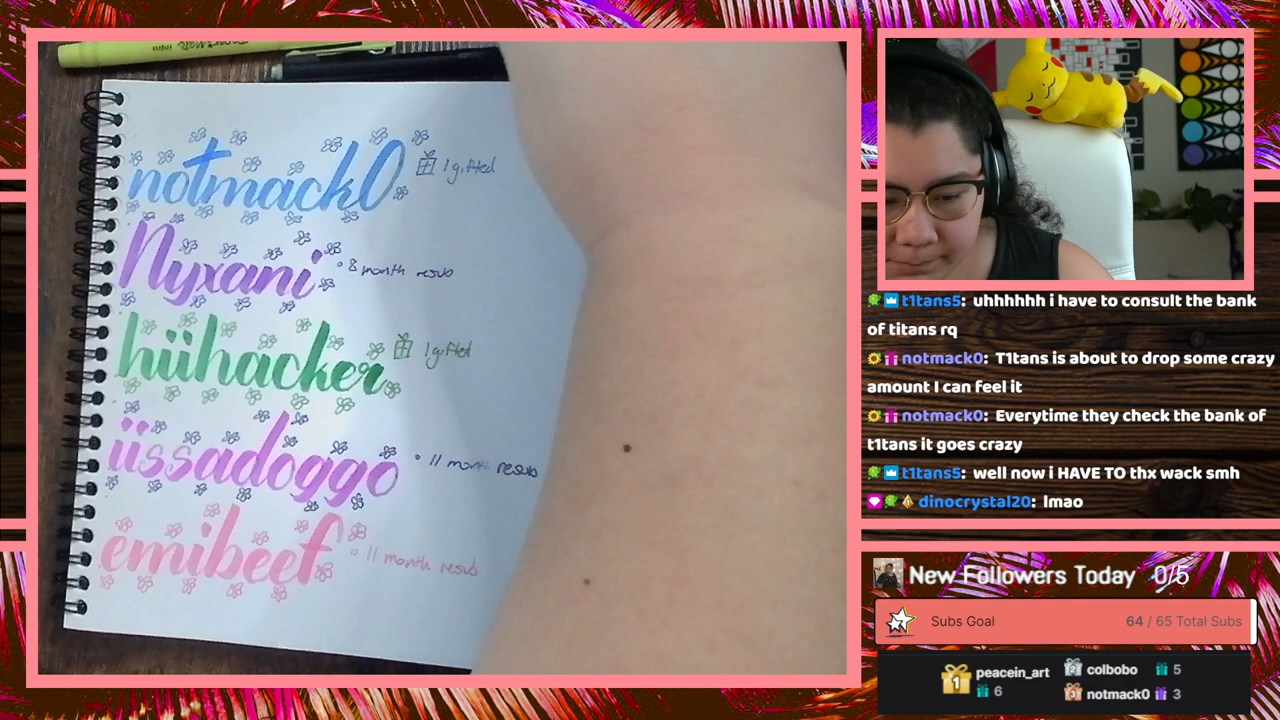 notmack0
1 gifted
Nyxani
8 month resub
hiihacker
1 gifted
iissadoggo
11 month resub
emibeef
11 month resub
t1tans5: uhhhhhh i have to consult the bank
of titans rq
notmack0: T1tans is about to drop some crazy
amount I can feel it
notmack0: Everytime they check the bank of
t1tans it goes crazy
t1tans5: well now i HAVE TO thx wack smh
dinocrystal20: lmao
New Followers Today 0/5
Subs Goal 64 / 65 Total Subs
1 peacein_art 6
2 colbobo 5
3 notmack0 3